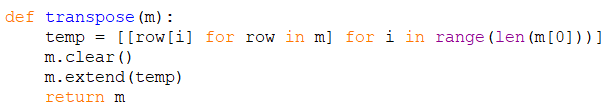 def transpose(m):
    temp = [[row[i] for row in m] for i in range(len(m[0]))]
    m.clear()
    m.extend(temp)
    return m